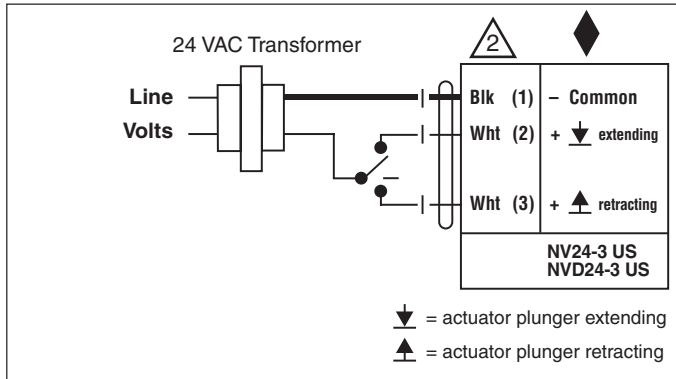 24 VAC Transformer
2
Line
Volts
Blk (1) – Common
Wht (2) + extending
Wht (3) + retracting
NV24-3 US
NVD24-3 US
= actuator plunger extending
= actuator plunger retracting